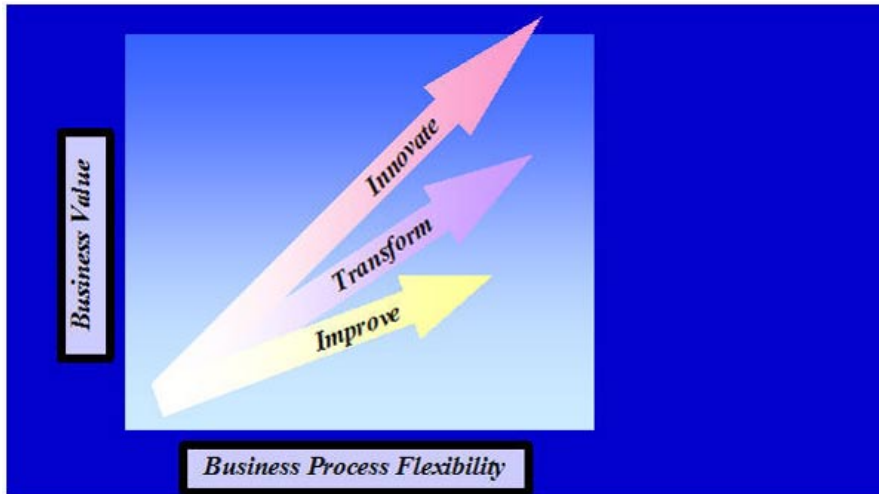 Innovate
Business Value
Transform
Improve
Business Process Flexibility